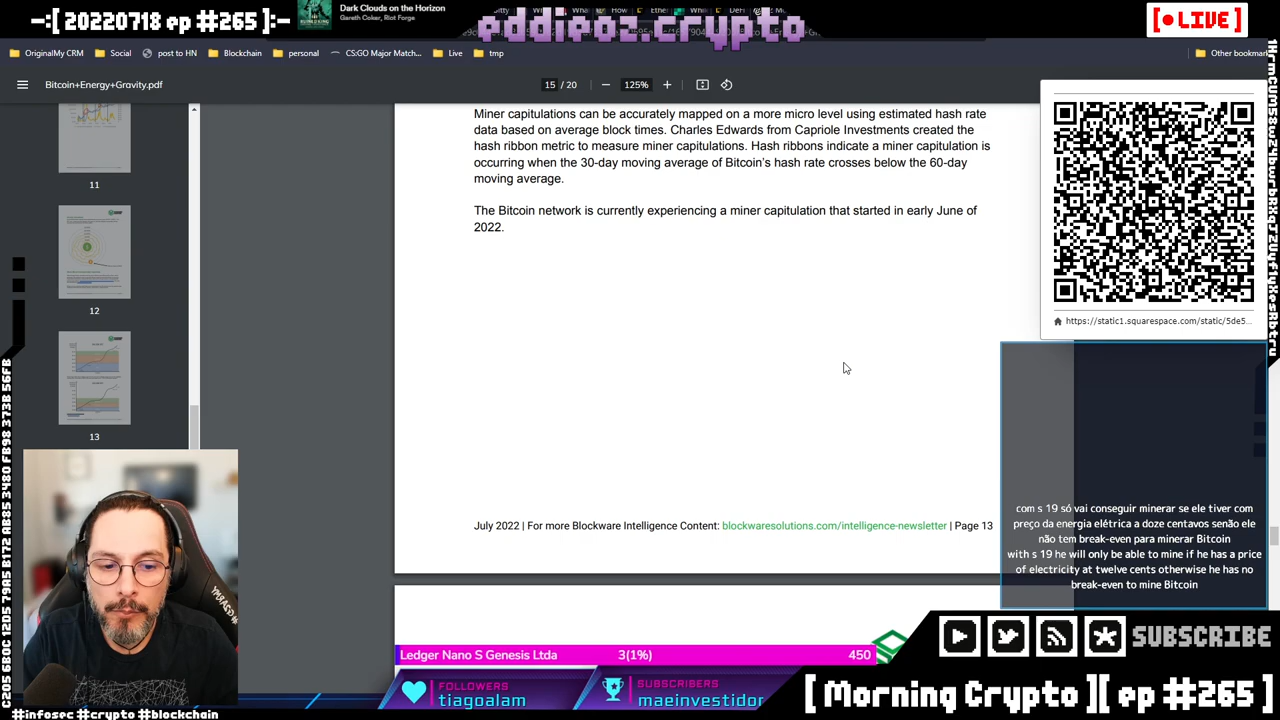 -:[ 20220718 ep #265 ]:-
Dark Clouds on the Horizon
Gareth Coker, Riot Forge
eddieoz.crypto
[●LIVE]
OriginalMy CRM
Social
post to HN
Blockchain
personal
CS:GO Major Match...
Live
tmp
Other bookmar
Bitcoin+Energy+Gravity.pdf
15 / 20
125%
11
12
13
Miner capitulations can be accurately mapped on a more micro level using estimated hash rate
data based on average block times. Charles Edwards from Capriole Investments created the
hash ribbon metric to measure miner capitulations. Hash ribbons indicate a miner capitulation is
occurring when the 30-day moving average of Bitcoin's hash rate crosses below the 60-day
moving average.
The Bitcoin network is currently experiencing a miner capitulation that started in early June of
2022.
July 2022 | For more Blockware Intelligence Content: blockwaresolutions.com/intelligence-newsletter | Page 13
https://static1.squarespace.com/static/5de5...
com s 19 só vai conseguir minerar se ele tiver com
preço da energia elétrica a doze centavos senão ele
não tem break-even para minerar Bitcoin
with s 19 he will only be able to mine if he has a price
of electricity at twelve cents otherwise he has no
break-even to mine Bitcoin
SUBSCRIBE
Ledger Nano S Genesis Ltda
3(1%)
450
FOLLOWERS
tiagoalam
SUBSCRIBERS
maeinvestidor
[ Morning Crypto ][ ep #265 ]
infosec #crypto #blockchain